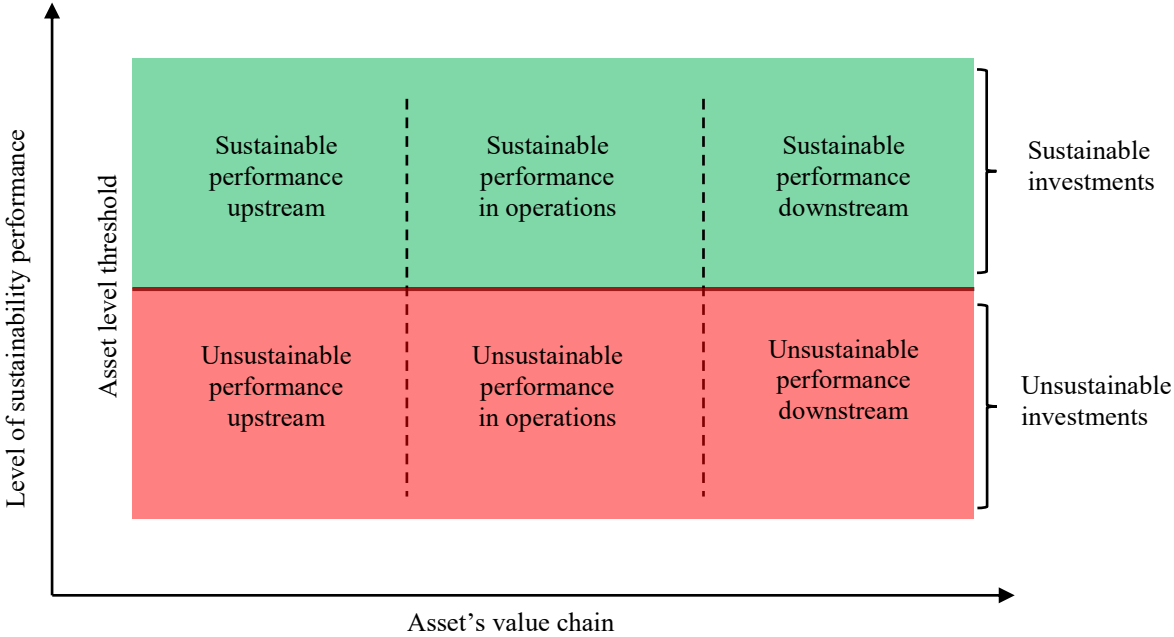 Level of sustainability performance
Asset level threshold
Sustainable
performance
upstream
Sustainable
performance
in operations
Sustainable
performance
downstream
Sustainable
investments
Unsustainable
performance
upstream
Unsustainable
performance
in operations
Unsustainable
performance
downstream
Unsustainable
investments
Asset’s value chain